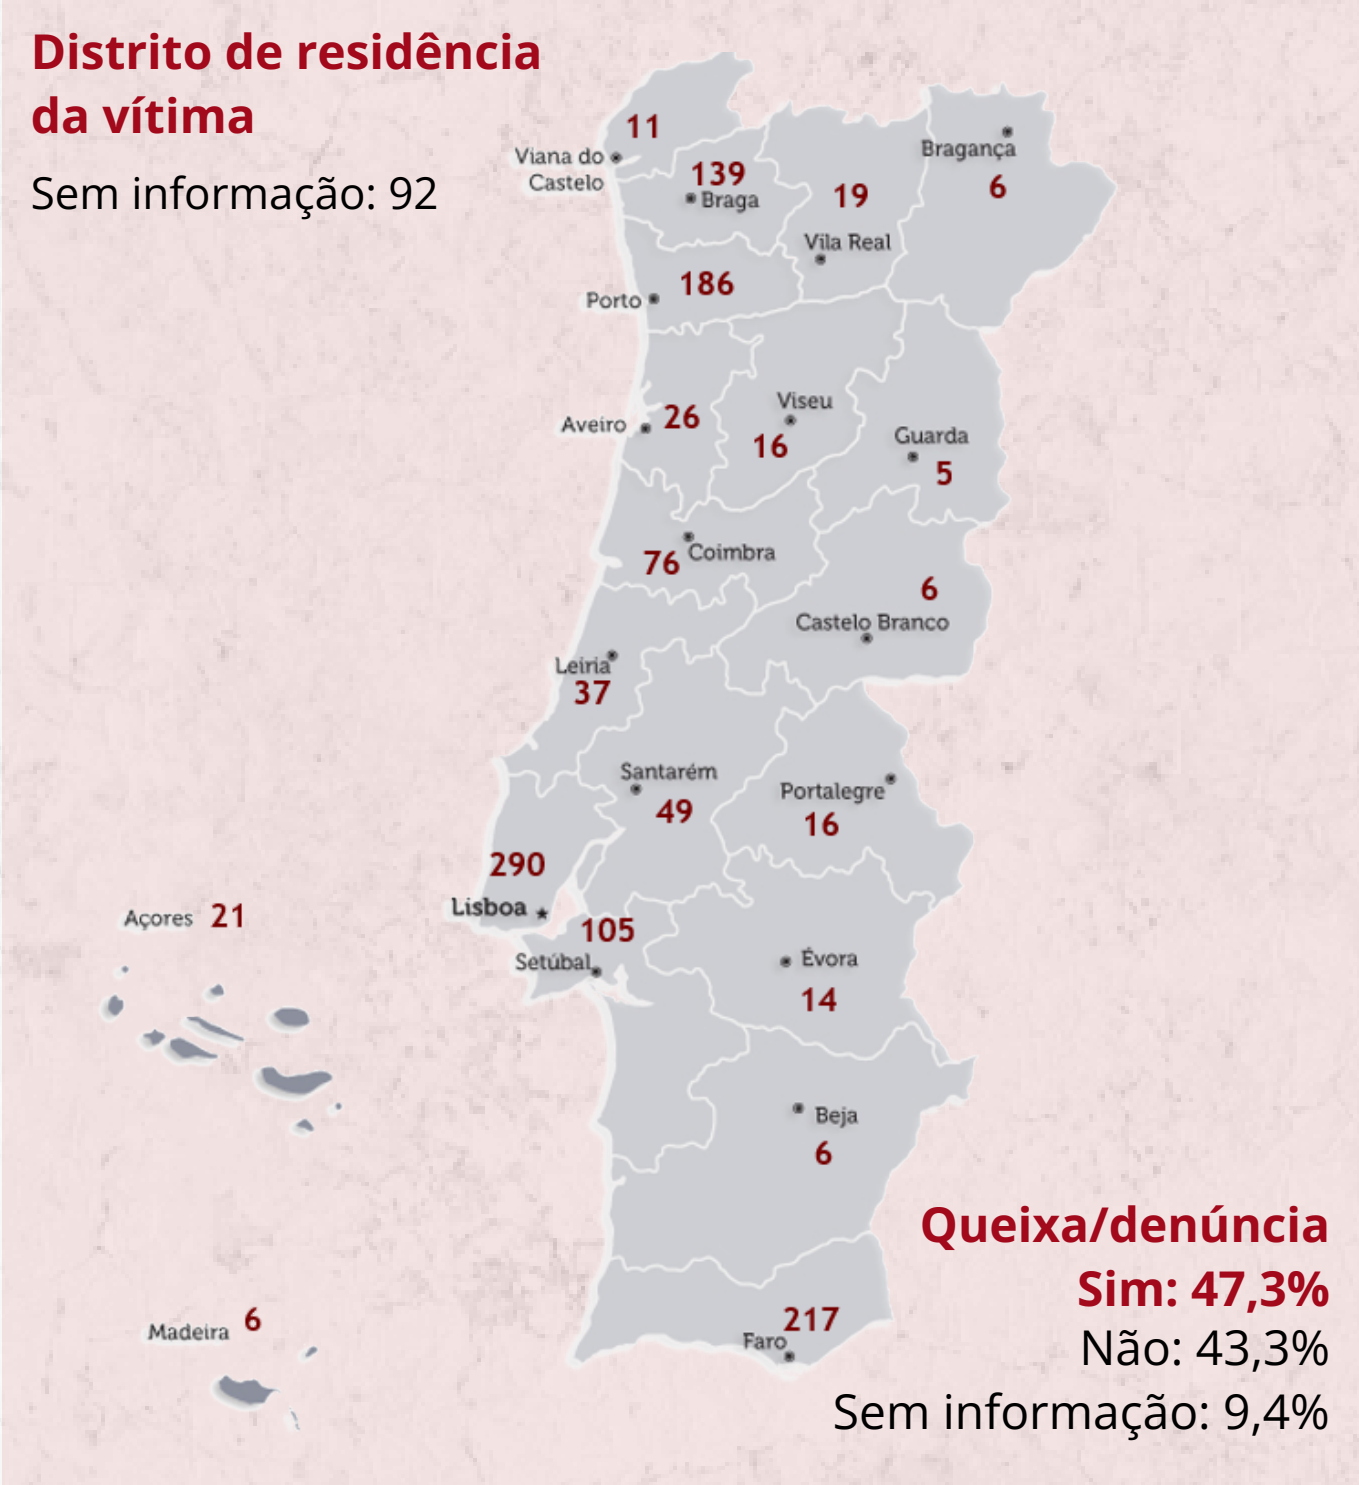 Distrito de residência
da vítima
Sem informação: 92
11
Viana do
Castelo
139
Braga
19
Vila Real
Bragança
6
186
Porto
Aveiro
26
Viseu
16
Guarda
5
Coimbra
76
6
Castelo Branco
Leiria
37
Santarém
49
Portalegre
16
290
Lisboa
105
Setúbal
Évora
14
Açores 21
Beja
6
Madeira 6
217
Faro
Queixa/denúncia
Sim: 47,3%
Não: 43,3%
Sem informação: 9,4%